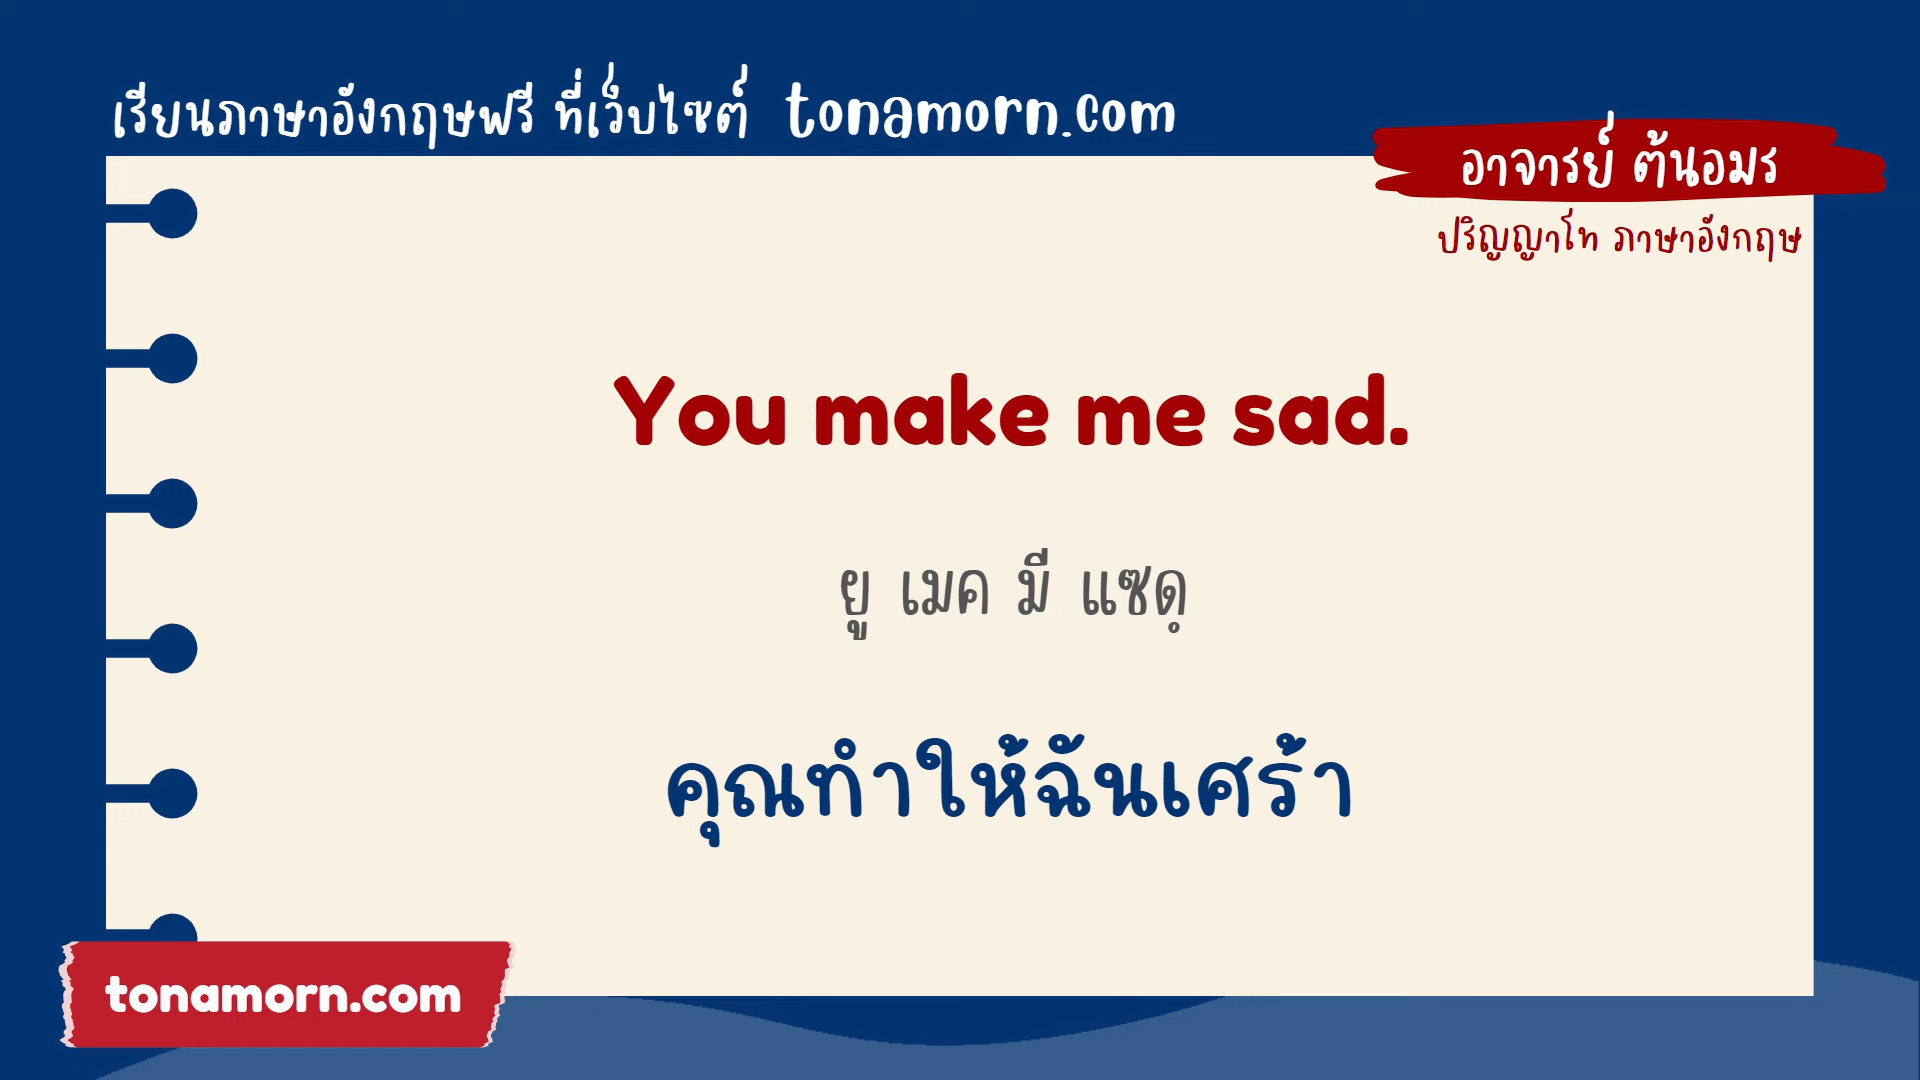 เรียนภาษาอังกฤษฟรี ที่เว็บไซต์ tonamorn.com
อาจารย์ ต้นอมร
ปริญญาโท ภาษาอังกฤษ
You make me sad.
ยู เมค มี แซดฺ
คุณทำให้ฉันเศร้า
tonamorn.com